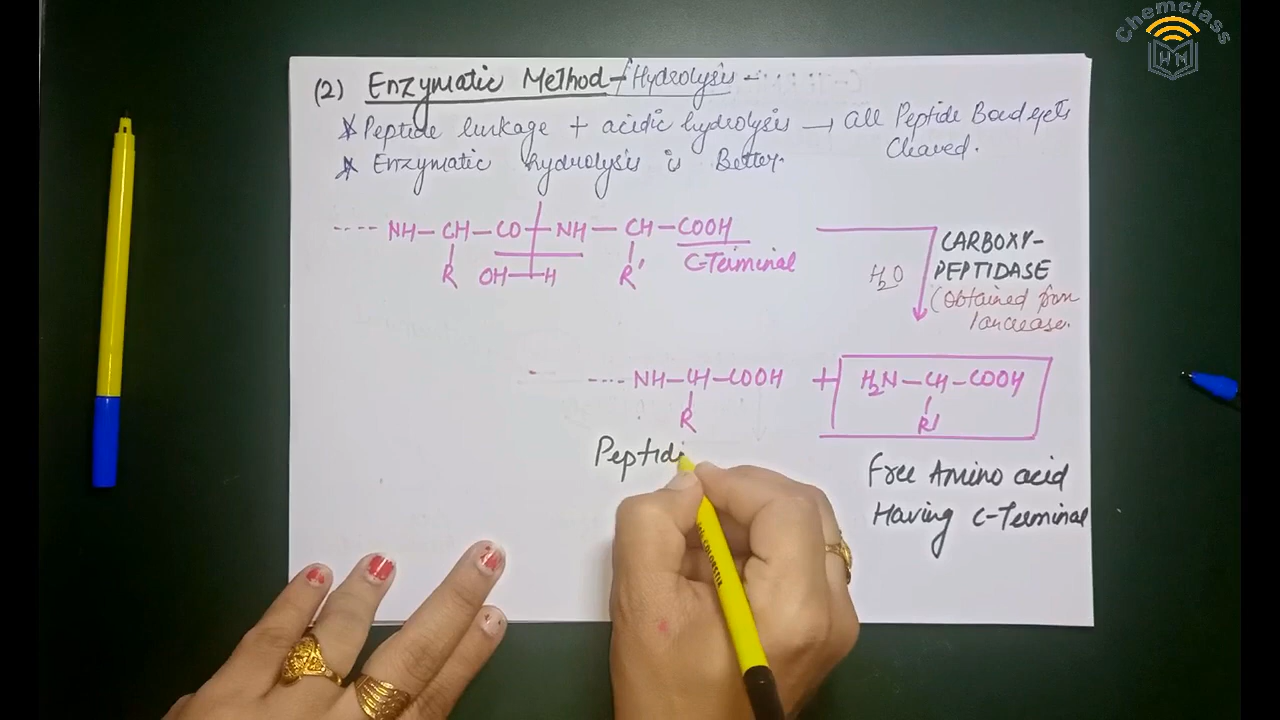 Chemclass
HM
(2) Enzymatic Method - Hydrolysis -
* Peptide linkage + acidic hydrolysis → all Peptide Bond gets
Cleaved.
* Enzymatic hydrolysis is Better.
---- NH — CH — CO — NH — CH — COOH
R OH — H R' C-Terminal
H2O
CARBOXY-
PEPTIDASE
(Obtained from
Pancrease.
---- NH — CH — COOH + H2N — CH — COOH
R R'
Peptid
Free Amino acid
Having C-Terminal